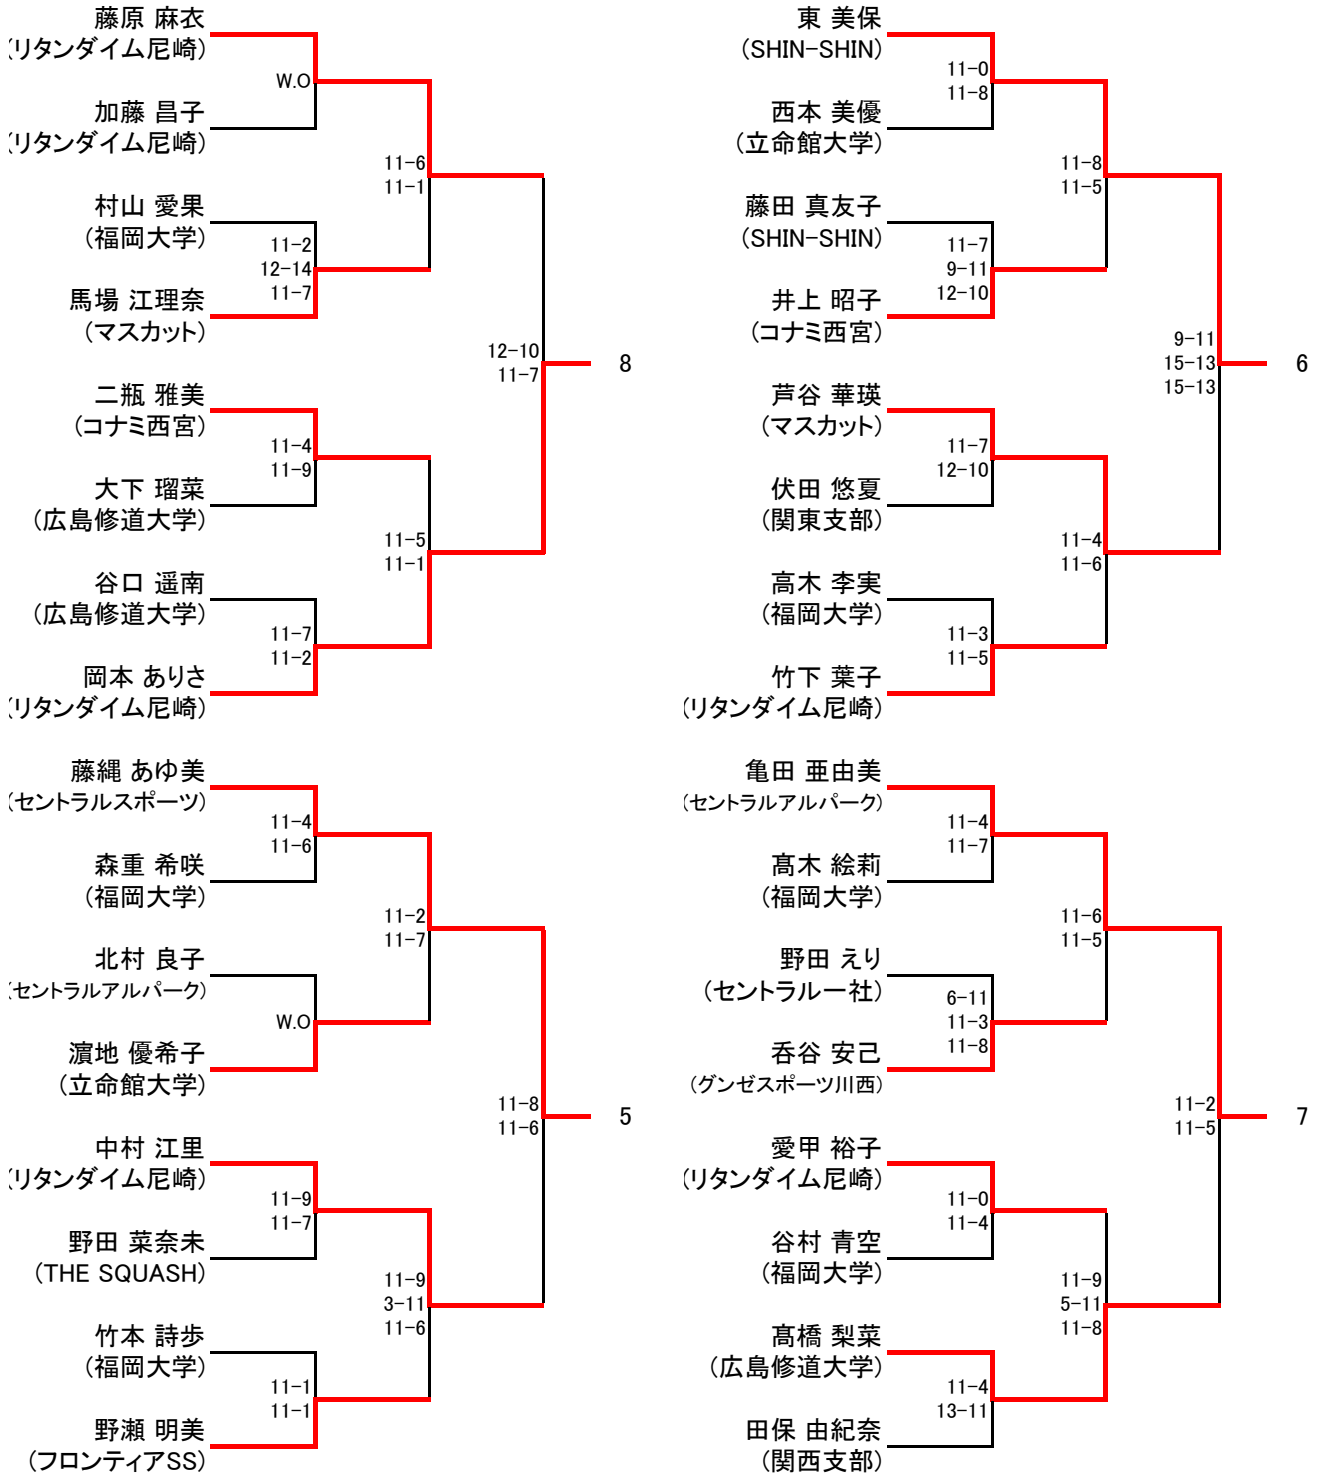 藤原 麻衣
(リタンダイム尼崎)
W.O
加藤 昌子
(リタンダイム尼崎)
11-6
11-1
村山 愛果
(福岡大学)
11-2
12-14
11-7
馬場 江理奈
(マスカット)
12-10
11-7
8
二瓶 雅美
(コナミ西宮)
11-4
11-9
大下 瑠菜
(広島修道大学)
11-5
11-1
谷口 遥南
(広島修道大学)
11-7
11-2
岡本 ありさ
(リタンダイム尼崎)
東 美保
(SHIN-SHIN)
11-0
11-8
西本 美優
(立命館大学)
11-8
11-5
藤田 真友子
(SHIN-SHIN)
11-7
9-11
12-10
井上 昭子
(コナミ西宮)
9-11
15-13
15-13
6
芦谷 華瑛
(マスカット)
11-7
12-10
伏田 悠夏
(関東支部)
11-4
11-6
高木 李実
(福岡大学)
11-3
11-5
竹下 葉子
(リタンダイム尼崎)
藤縄 あゆ美
(セントラルスポーツ)
11-4
11-6
森重 希咲
(福岡大学)
11-2
11-7
北村 良子
(セントラルアルパーク)
W.O
濵地 優希子
(立命館大学)
11-8
11-6
5
中村 江里
(リタンダイム尼崎)
11-9
11-7
野田 菜奈未
(THE SQUASH)
11-9
3-11
11-6
竹本 詩歩
(福岡大学)
11-1
11-1
野瀬 明美
(フロンティアSS)
亀田 亜由美
(セントラルアルパーク)
11-4
11-7
髙木 絵莉
(福岡大学)
11-6
11-5
野田 えり
(セントラル一社)
6-11
11-3
11-8
呑谷 安己
(グンゼスポーツ川西)
11-2
11-5
7
愛甲 裕子
(リタンダイム尼崎)
11-0
11-4
谷村 青空
(福岡大学)
11-9
5-11
11-8
髙橋 梨菜
(広島修道大学)
11-4
13-11
田保 由紀奈
(関西支部)